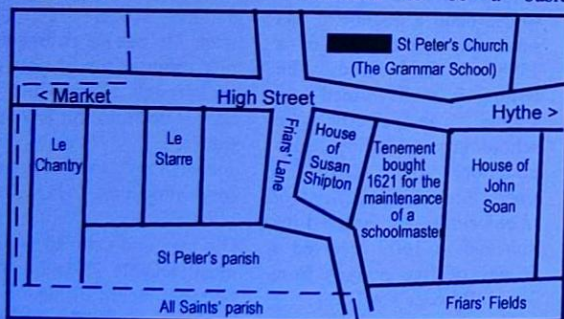 St Peter's Church
(The Grammar School)
< Market
High Street
Hythe >
Le
Chantry
Le
Starre
Friars' Lane
House
of
Susan
Shipton
Tenement
bought
1621 for the
maintenance
of a
schoolmaster
House of
John
Soan
St Peter's parish
All Saints' parish
Friars' Fields